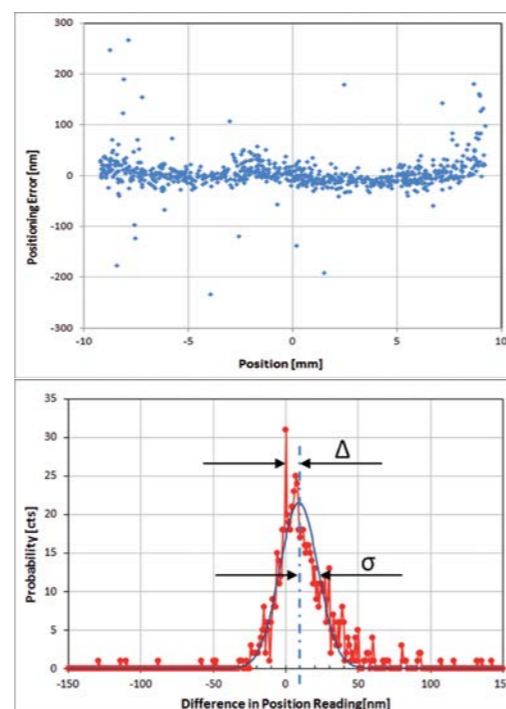 300
200
100
0
-100
-200
-300
Positioning Error [nm]
-10 -5 0 5 10
Position [mm]
35
30
25
20
15
10
5
0
Probability [cts]
Δ
σ
-150 -100 -50 0 50 100 150
Difference in Position Reading[nm]